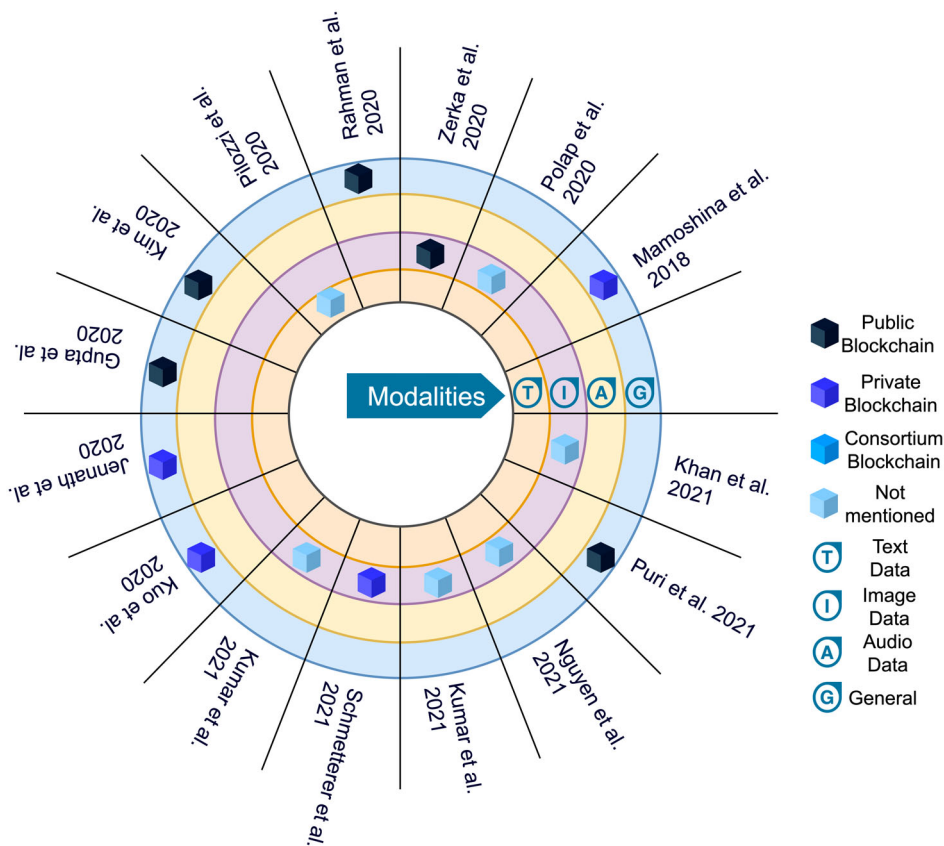 Rahman et al.
2020
Zerka et al.
2020
Polap et al.
2020
Mamoshina et al.
2018
Khan et al.
2021
Puri et al. 2021
Nguyen et al.
2021
Kumar et al.
2021
Schmetterer et al.
2021
Kumar et al.
2021
Kuo et al.
2020
Jennath et al.
2020
Gupta et al.
2020
Kim et al.
2020
Pilozzi et al.
2020
Modalities
T I A G
Public
Blockchain
Private
Blockchain
Consortium
Blockchain
Not
mentioned
T Text
Data
I Image
Data
A Audio
Data
G General